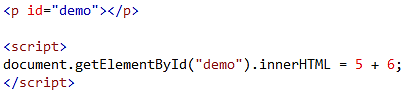 <p id="demo"></p>
<script>
document.getElementById("demo").innerHTML = 5 + 6;
</script>